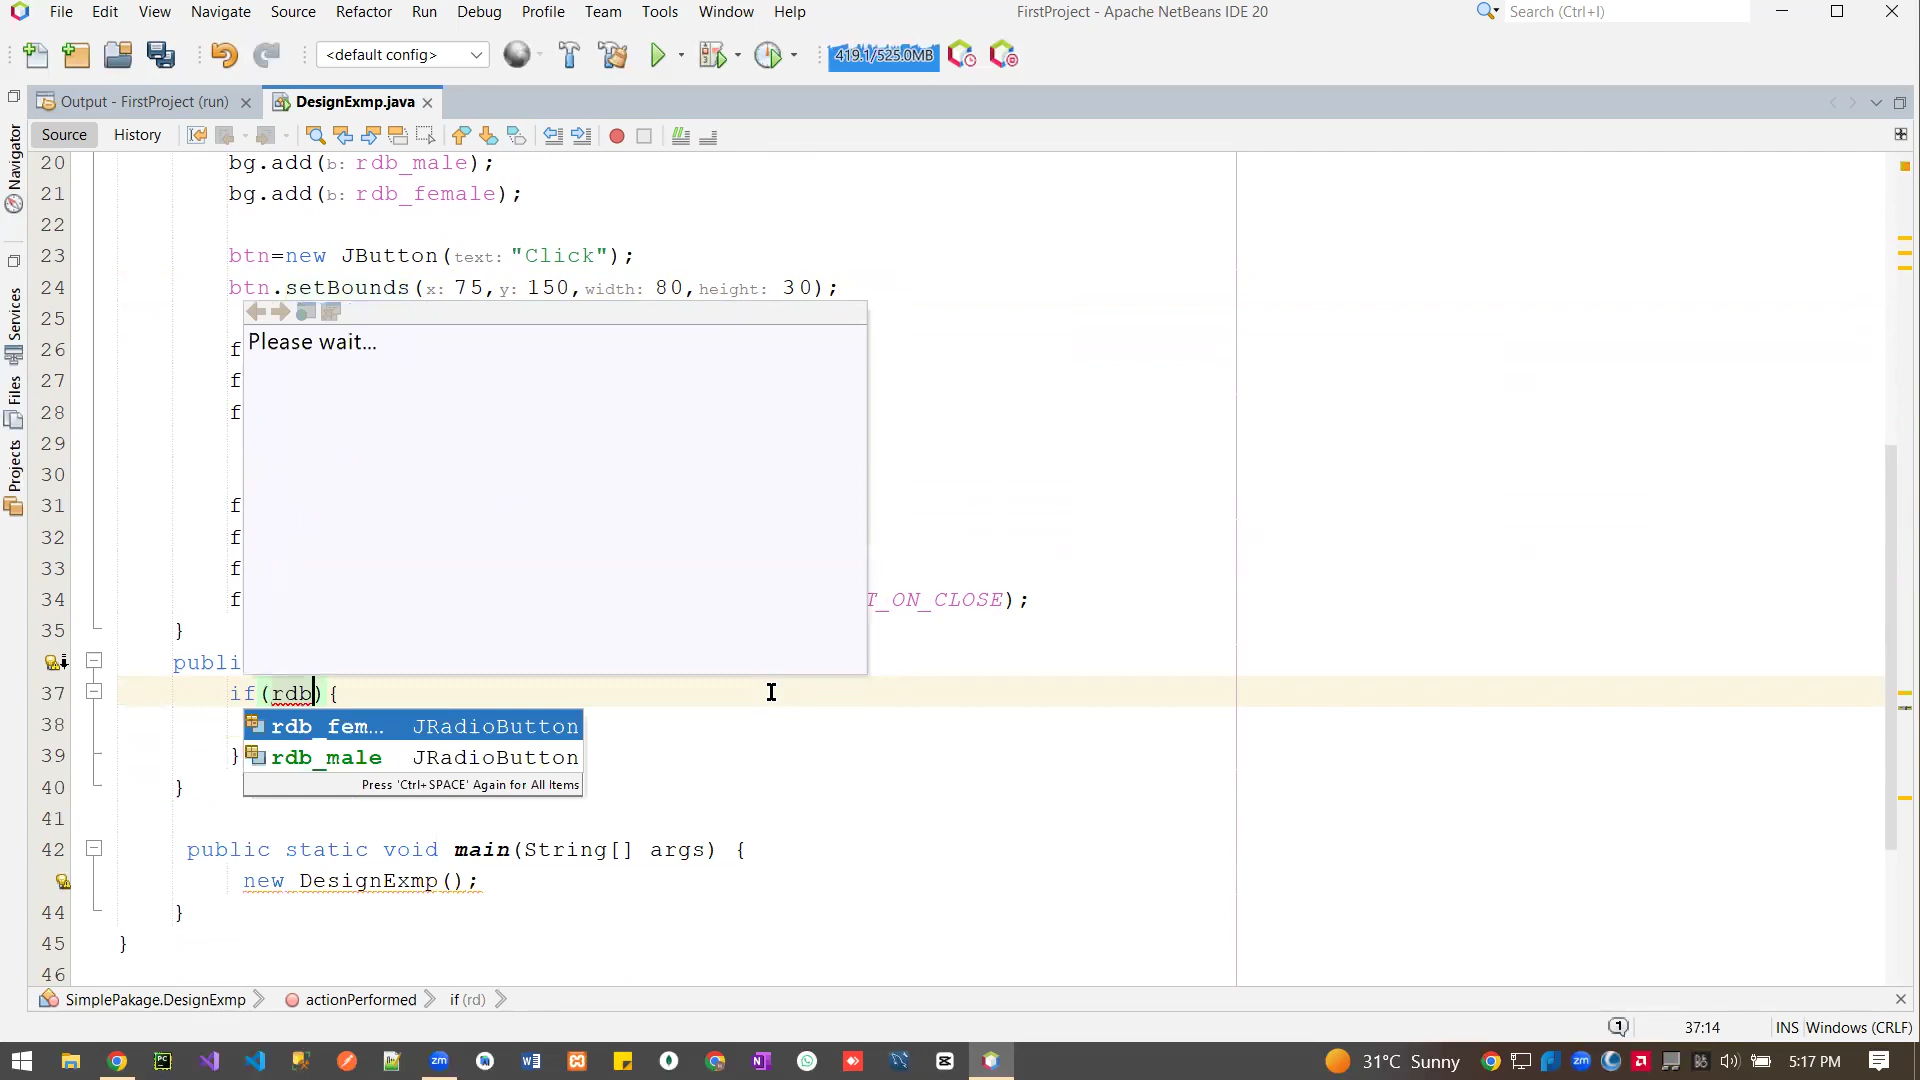 File Edit View Navigate Source Refactor Run Debug Profile Team Tools Window Help
FirstProject - Apache NetBeans IDE 20
Search (Ctrl+I)
<default config>
419.1/525.0MB
Output - FirstProject (run)
DesignExmp.java
Source
History
Navigator
Services
Files
Projects
20 bg.add(b: rdb_male);
21 bg.add(b: rdb_female);
22
23 btn=new JButton(text: "Click");
24 btn.setBounds(x: 75,y: 150,width: 80,height: 30);
25
26 f
27 f
28 f
29
30
31 f
32 f
33 f
34 f T_ON_CLOSE);
35 }
publi
37 if(rdb){
38
39 }
40 }
41
42 public static void main(String[] args) {
new DesignExmp();
44 }
45 }
46
Please wait...
rdb_fem... JRadioButton
rdb_male JRadioButton
Press 'Ctrl+SPACE' Again for All Items
SimplePakage.DesignExmp
actionPerformed
if (rd)
1
37:14
INS
Windows (CRLF)
31°C Sunny
5:17 PM